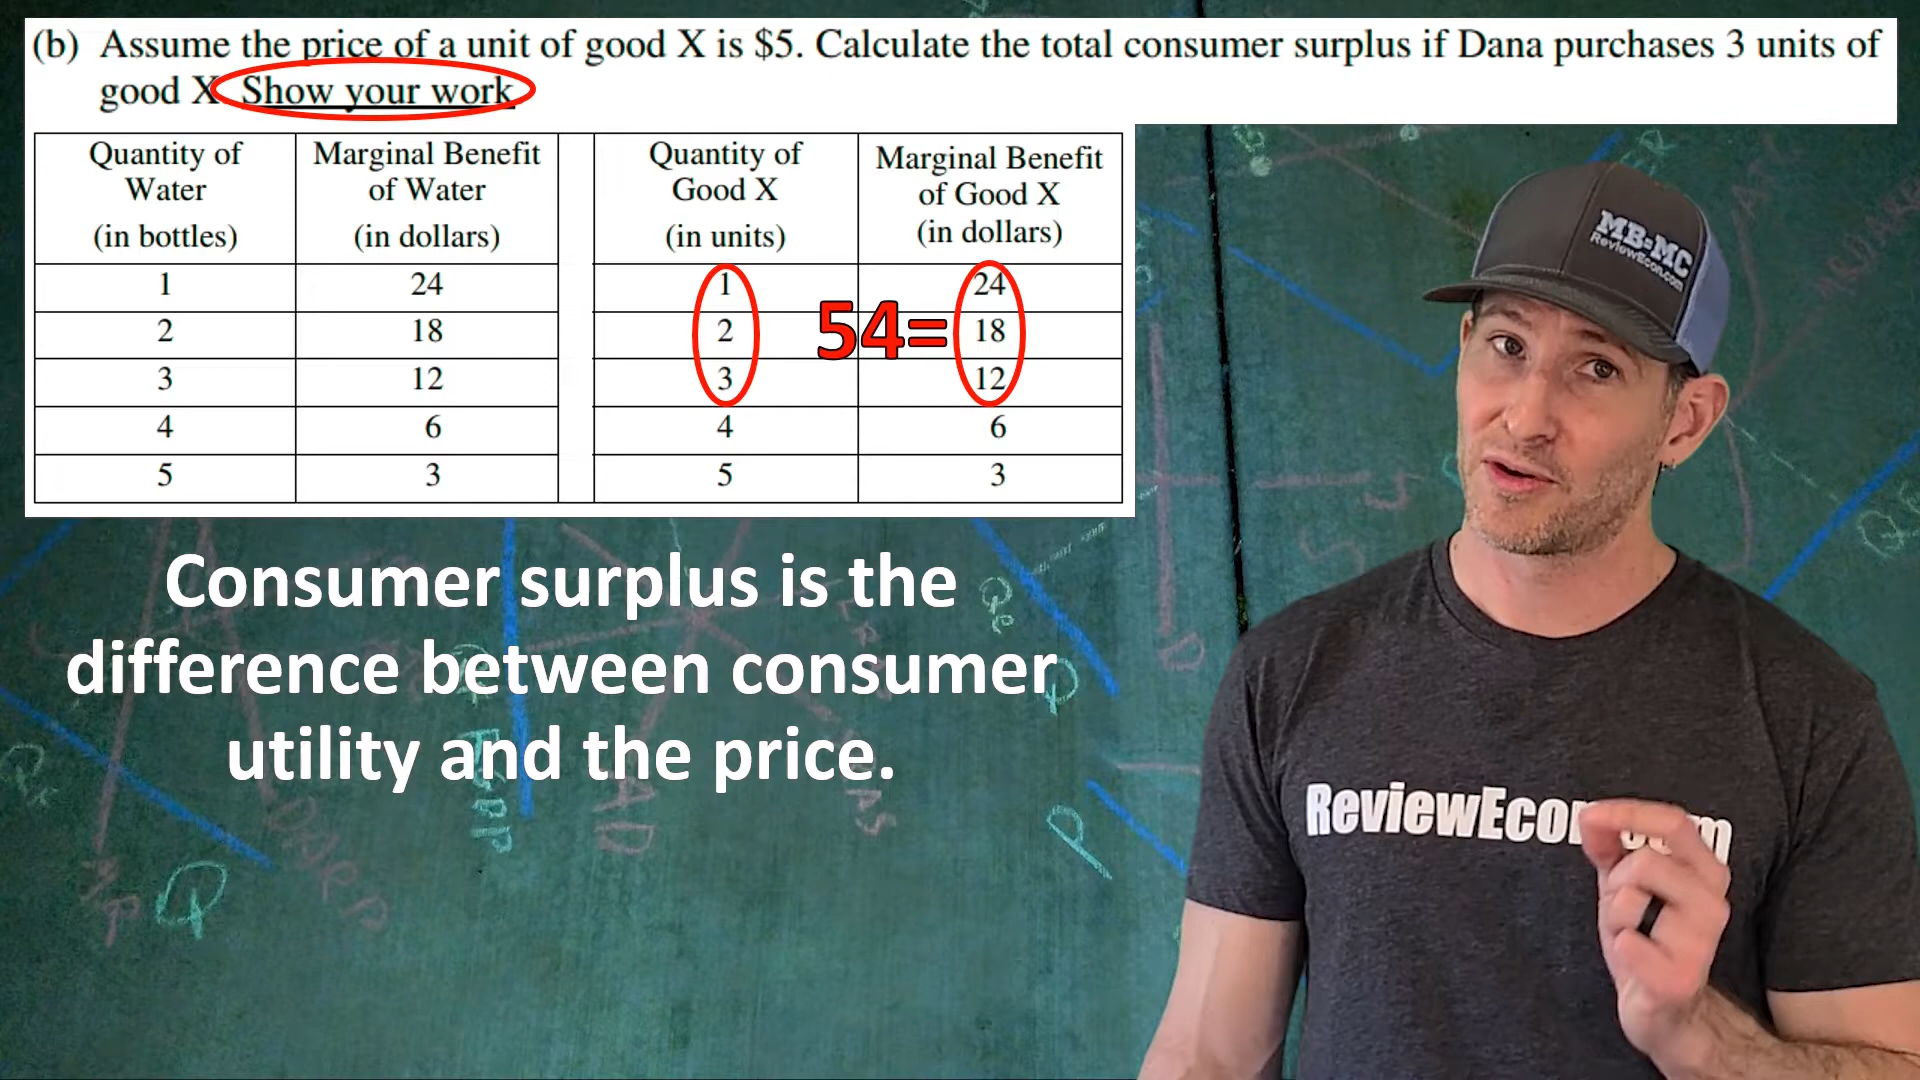 (b) Assume the price of a unit of good X is $5. Calculate the total consumer surplus if Dana purchases 3 units of
good X. Show your work
Quantity of Water (in bottles)
Marginal Benefit of Water (in dollars)
Quantity of Good X (in units)
Marginal Benefit of Good X (in dollars)
1 24 1 24
2 18 2 54= 18
3 12 3 12
4 6 4 6
5 3 5 3
Consumer surplus is the
difference between consumer
utility and the price.
MB=MC
ReviewEcon.com
ReviewEcon